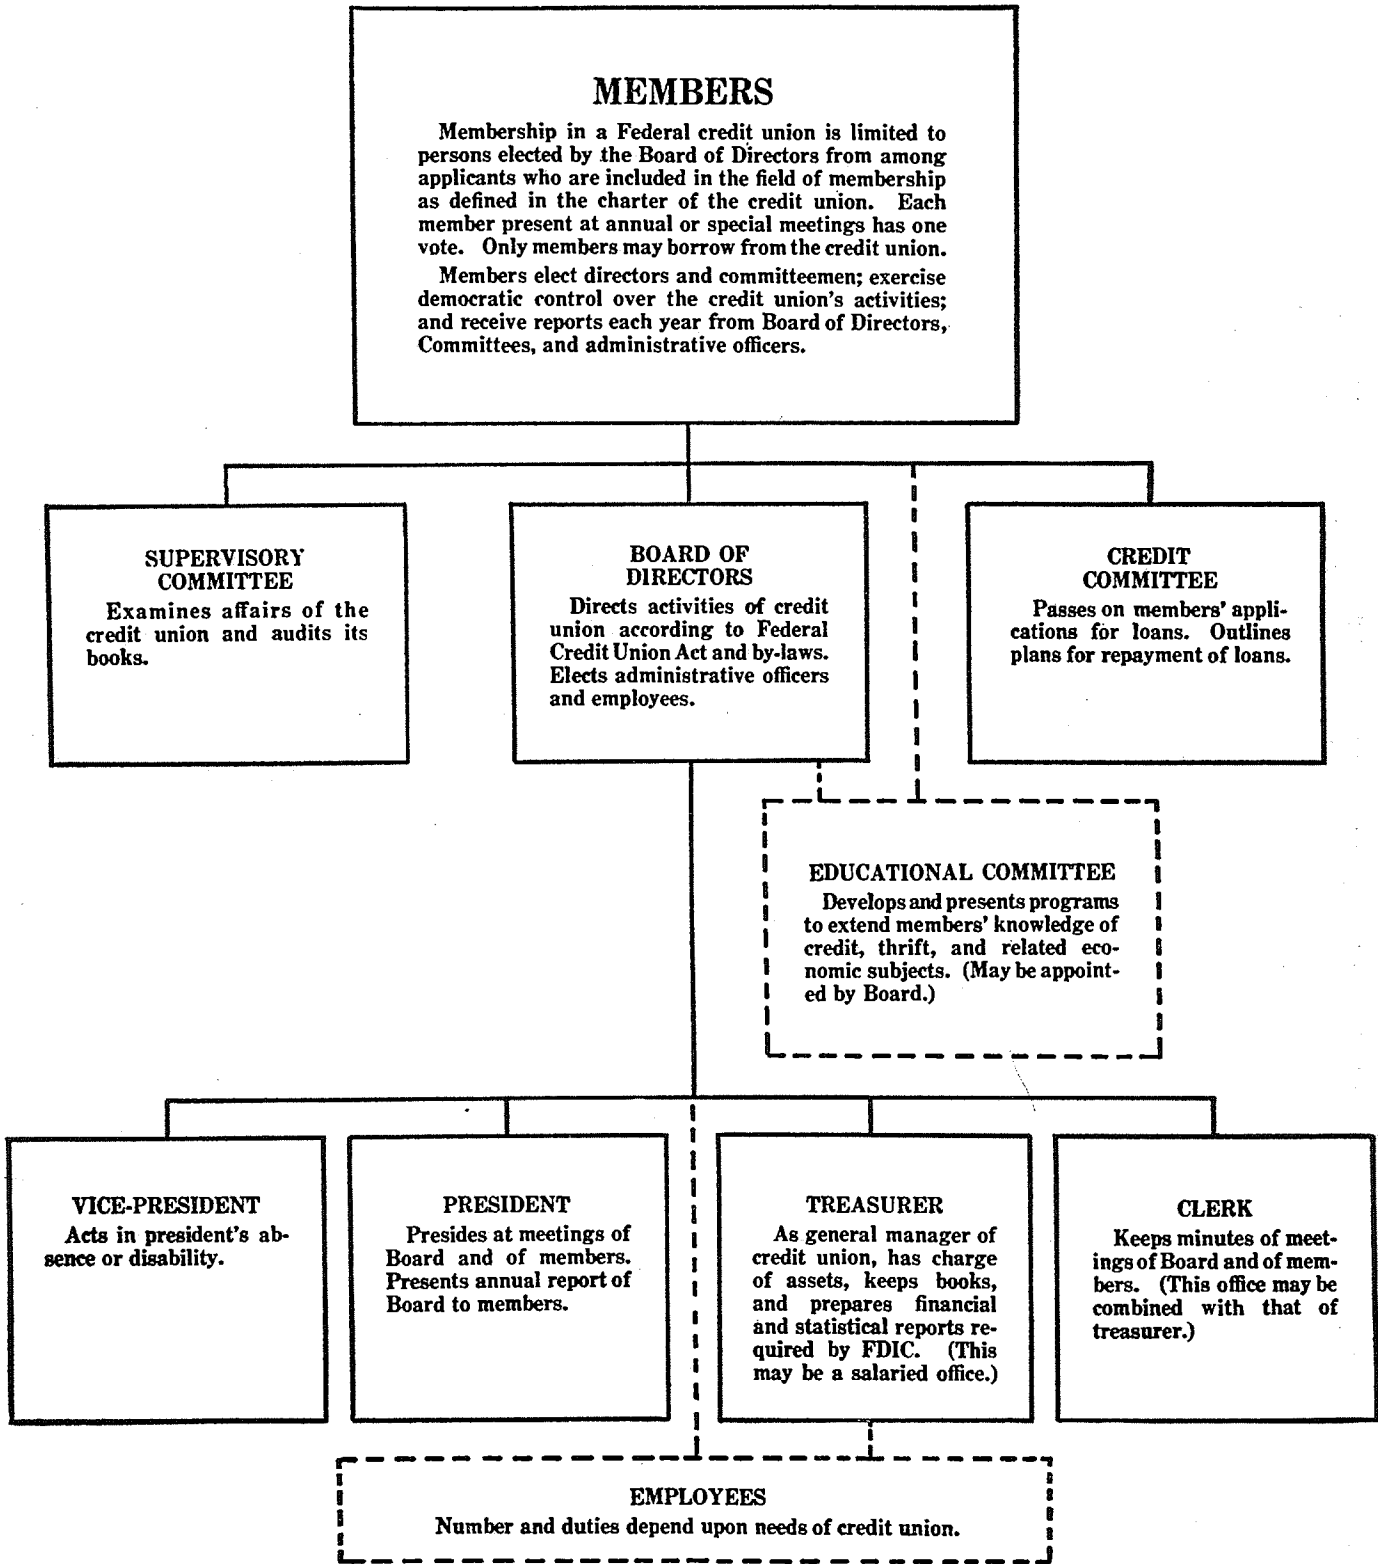 MEMBERS
Membership in a Federal credit union is limited to
persons elected by the Board of Directors from among
applicants who are included in the field of membership
as defined in the charter of the credit union. Each
member present at annual or special meetings has one
vote. Only members may borrow from the credit union.
Members elect directors and committeemen; exercise
democratic control over the credit union's activities;
and receive reports each year from Board of Directors,
Committees, and administrative officers.
SUPERVISORY
COMMITTEE
Examines affairs of the
credit union and audits its
books.
BOARD OF
DIRECTORS
Directs activities of credit
union according to Federal
Credit Union Act and by-laws.
Elects administrative officers
and employees.
CREDIT
COMMITTEE
Passes on members' appli-
cations for loans. Outlines
plans for repayment of loans.
EDUCATIONAL COMMITTEE
Develops and presents programs
to extend members' knowledge of
credit, thrift, and related eco-
nomic subjects. (May be appoint-
ed by Board.)
VICE-PRESIDENT
Acts in president's ab-
sence or disability.
PRESIDENT
Presides at meetings of
Board and of members.
Presents annual report of
Board to members.
TREASURER
As general manager of
credit union, has charge
of assets, keeps books,
and prepares financial
and statistical reports re-
quired by FDIC. (This
may be a salaried office.)
CLERK
Keeps minutes of meet-
ings of Board and of mem-
bers. (This office may be
combined with that of
treasurer.)
EMPLOYEES
Number and duties depend upon needs of credit union.